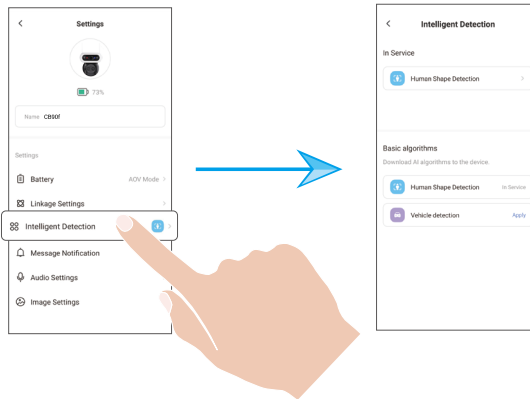 Settings
73%
Name CB90f
Settings
Battery AOV Mode
Linkage Settings
Intelligent Detection
Message Notification
Audio Settings
Image Settings
Intelligent Detection
In Service
Human Shape Detection
Basic algorithms
Download AI algorithms to the device.
Human Shape Detection In Service
Vehicle detection Apply